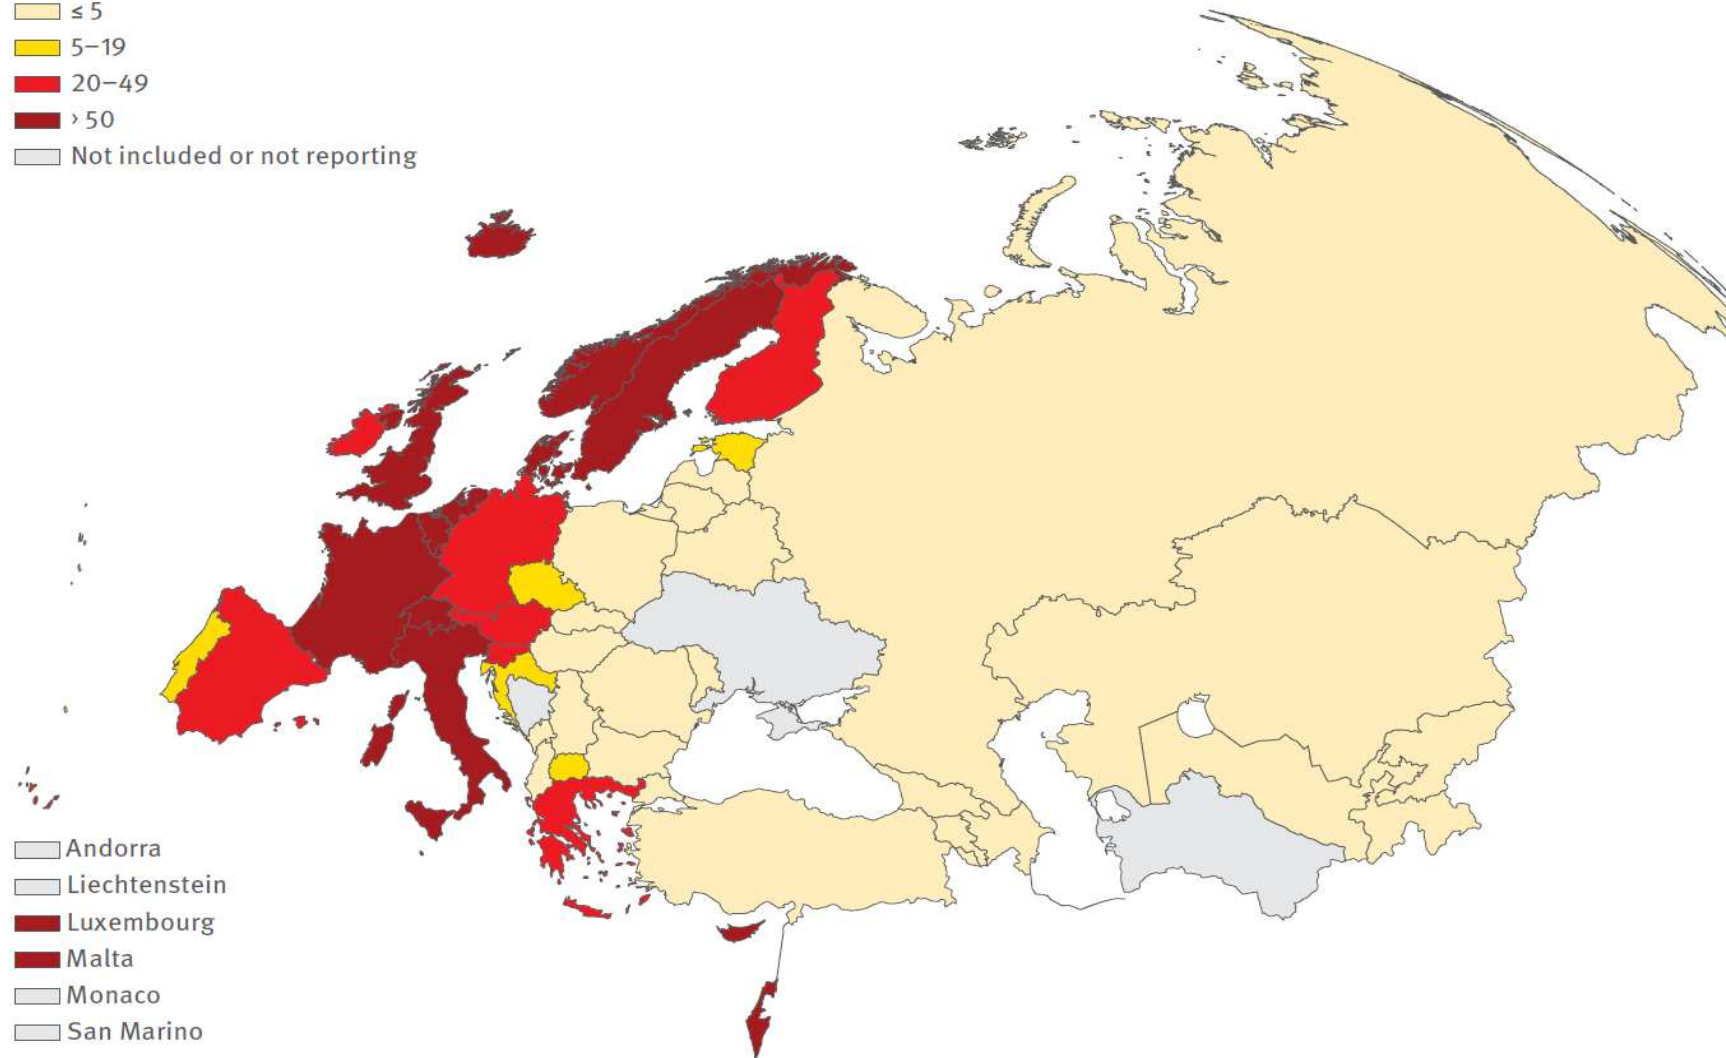 ≤ 5
5–19
20–49
> 50
Not included or not reporting
Andorra
Liechtenstein
Luxembourg
Malta
Monaco
San Marino